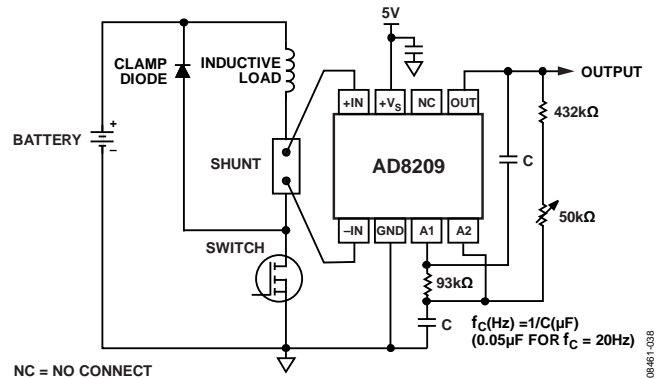 5V
CLAMP
DIODE
INDUCTIVE
LOAD
OUTPUT
+IN
+VS
NC
OUT
432kΩ
BATTERY
+
–
SHUNT
AD8209
C
50kΩ
–IN
GND
A1
A2
SWITCH
93kΩ
C
fC(Hz) =1/C(µF)
(0.05µF FOR fC = 20Hz)
NC = NO CONNECT
08461-038